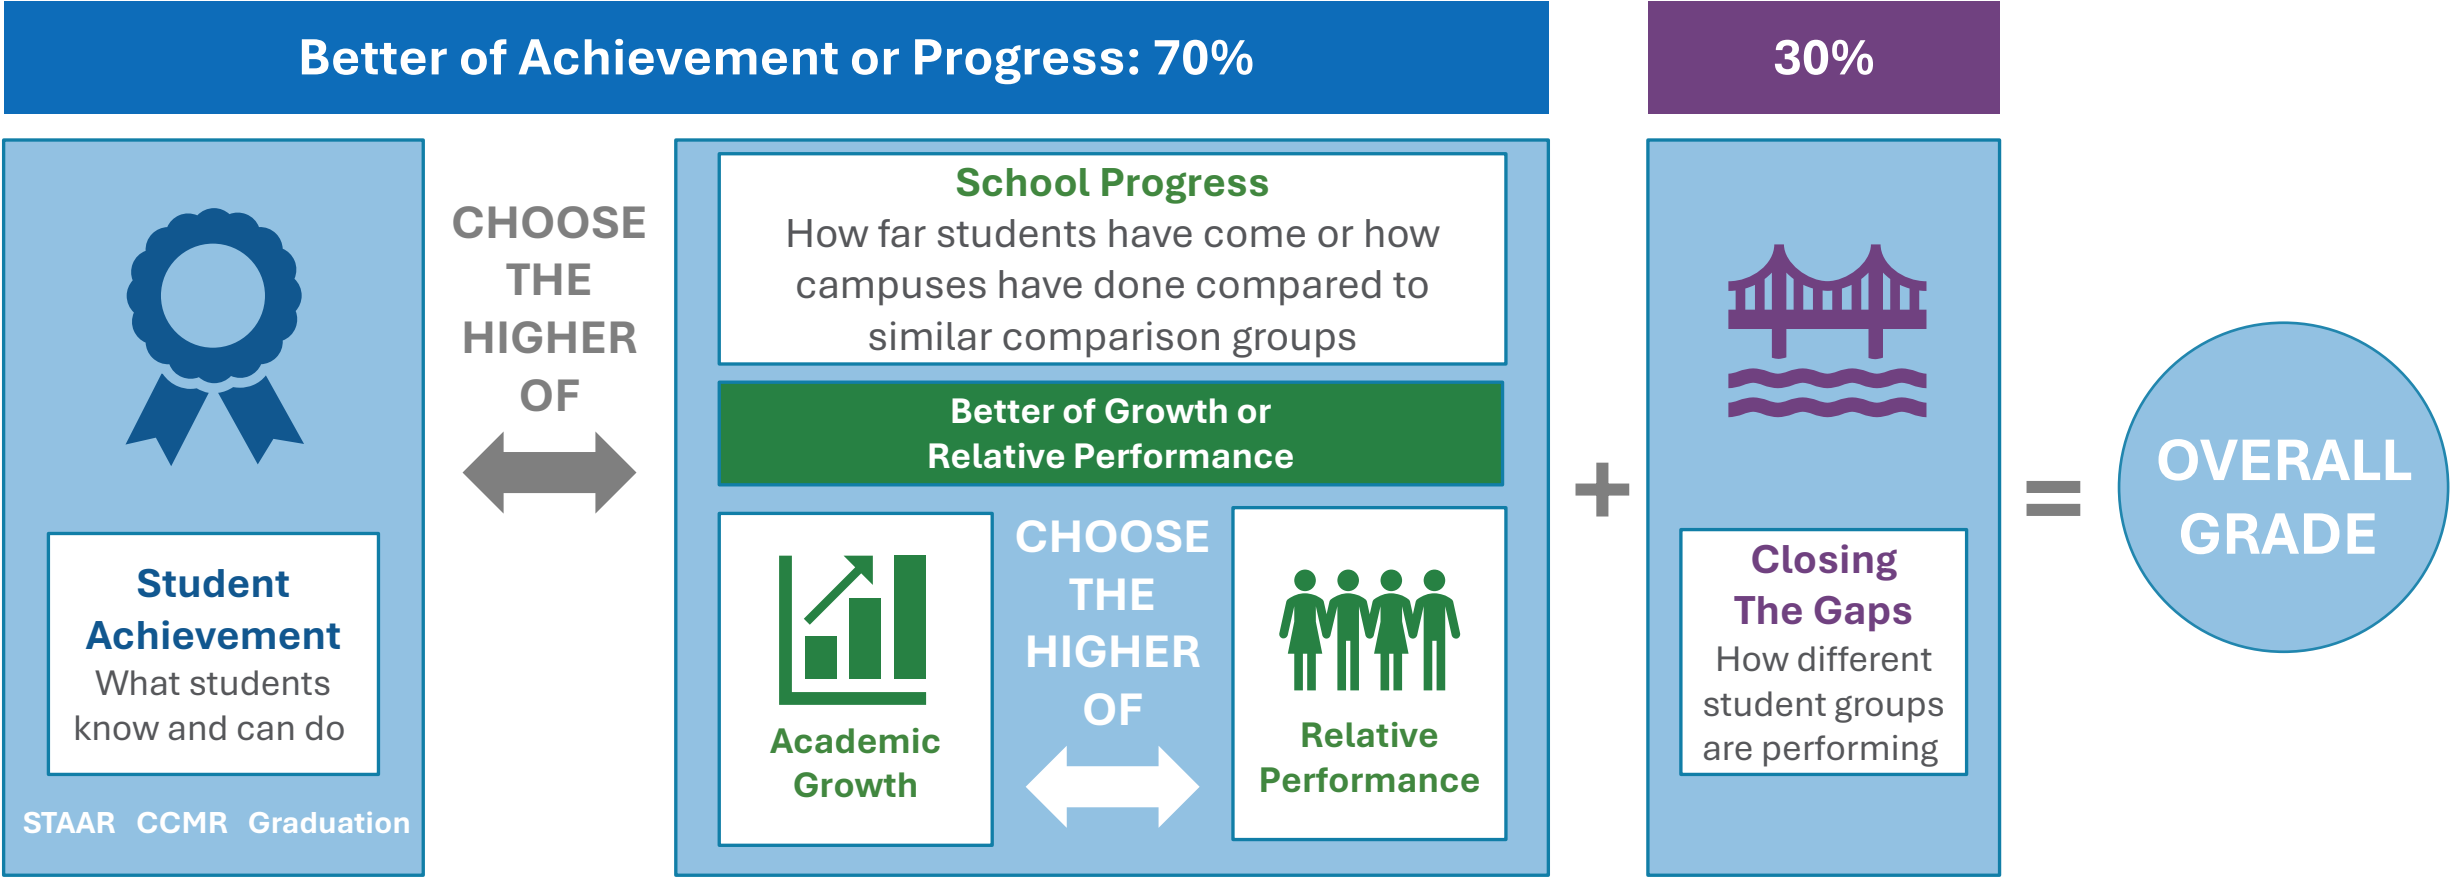 Better of Achievement or Progress: 70%
30%
Student
Achievement
What students
know and can do
STAAR CCMR Graduation
CHOOSE
THE
HIGHER
OF
School Progress
How far students have come or how
campuses have done compared to
similar comparison groups
Better of Growth or
Relative Performance
Academic
Growth
CHOOSE
THE
HIGHER
OF
Relative
Performance
+
Closing
The Gaps
How different
student groups
are performing
=
OVERALL
GRADE